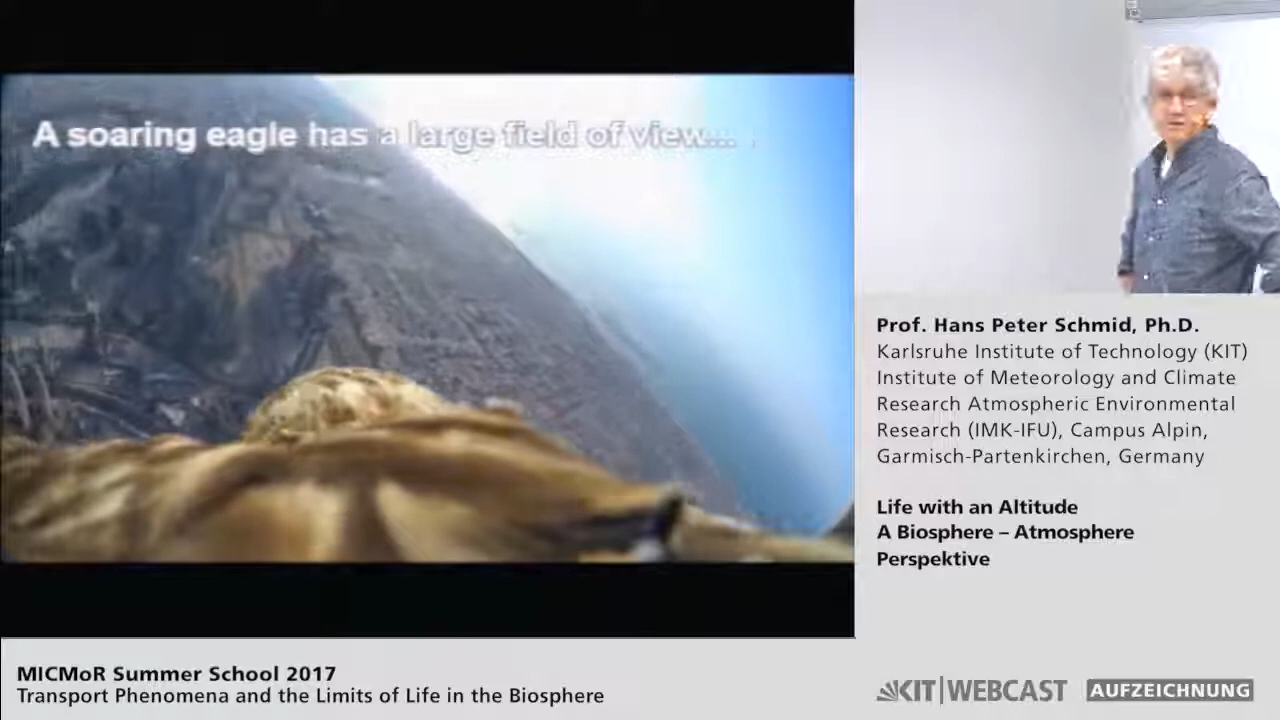 A soaring eagle has a large field of view...
Prof. Hans Peter Schmid, Ph.D.
Karlsruhe Institute of Technology (KIT)
Institute of Meteorology and Climate
Research Atmospheric Environmental
Research (IMK-IFU), Campus Alpin,
Garmisch-Partenkirchen, Germany
Life with an Altitude
A Biosphere – Atmosphere
Perspektive
MICMoR Summer School 2017
Transport Phenomena and the Limits of Life in the Biosphere
KIT|WEBCAST AUFZEICHNUNG